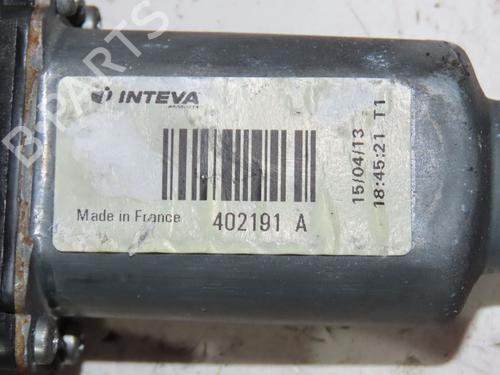 B-PARTS
INTEVA
PRODUCTS
Made in France
402191 A
15/04/13
18:45:21 T1